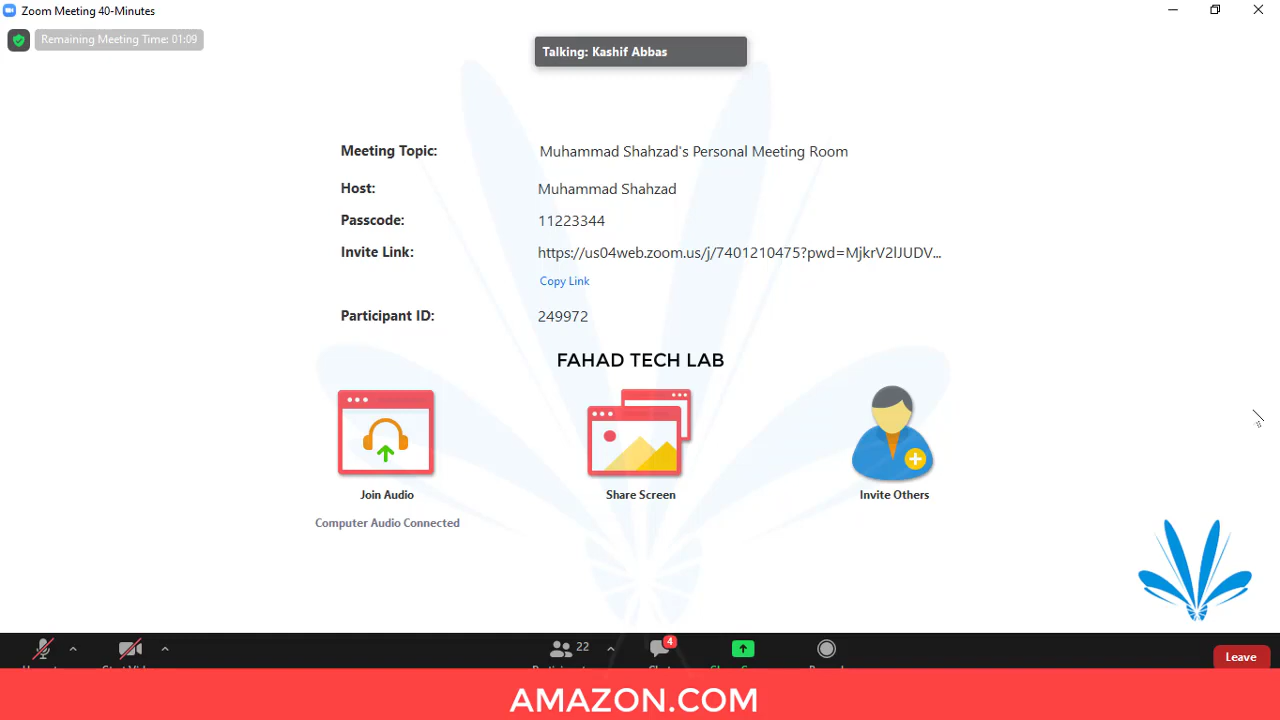 Zoom Meeting 40-Minutes
Remaining Meeting Time: 01:09
Talking: Kashif Abbas
Meeting Topic: Muhammad Shahzad's Personal Meeting Room
Host: Muhammad Shahzad
Passcode: 11223344
Invite Link: https://us04web.zoom.us/j/7401210475?pwd=MjkrV2lJUDV...
Copy Link
Participant ID: 249972
FAHAD TECH LAB
Join Audio Share Screen Invite Others
Computer Audio Connected
22 4
Leave
AMAZON.COM